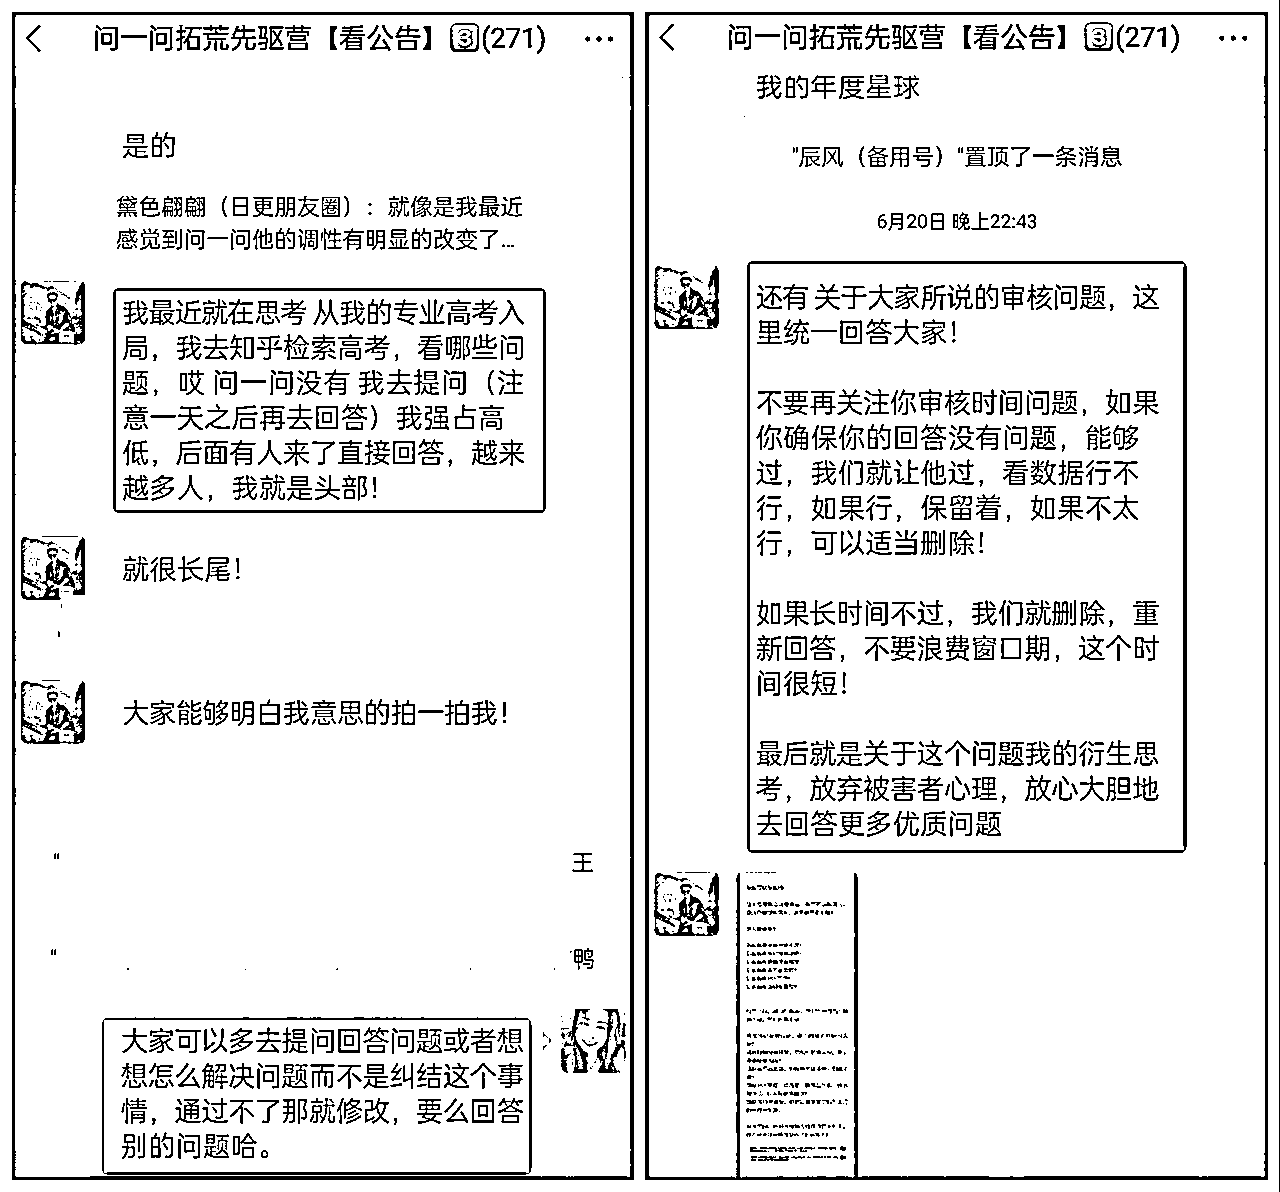 问一问拓荒先驱营【看公告】③(271)
是的
黛色翩翩（日更朋友圈）：就像是我最近
感觉到问一问他的调性有明显的改变了...
我最近就在思考 从我的专业高考入
局，我去知乎检索高考，看哪些问
题，哎 问一问没有 我去提问（注
意一天之后再去回答）我强占高
低，后面有人来了直接回答，越来
越多人，我就是头部！
就很长尾！
大家能够明白我意思的拍一拍我！
" 王
" 鸭
大家可以多去提问回答问题或者想
想怎么解决问题而不是纠结这个事
情，通过不了那就修改，要么回答
别的问题哈。
问一问拓荒先驱营【看公告】③(271)
我的年度星球
"辰风（备用号）"置顶了一条消息
6月20日 晚上22:43
还有 关于大家所说的审核问题，这
里统一回答大家！
不要再关注你审核时间问题，如果
你确保你的回答没有问题，能够
过，我们就让他过，看数据行不
行，如果行，保留着，如果不太
行，可以适当删除！
如果长时间不过，我们就删除，重
新回答，不要浪费窗口期，这个时
间很短！
最后就是关于这个问题我的衍生思
考，放弃被害者心理，放心大胆地
去回答更多优质问题